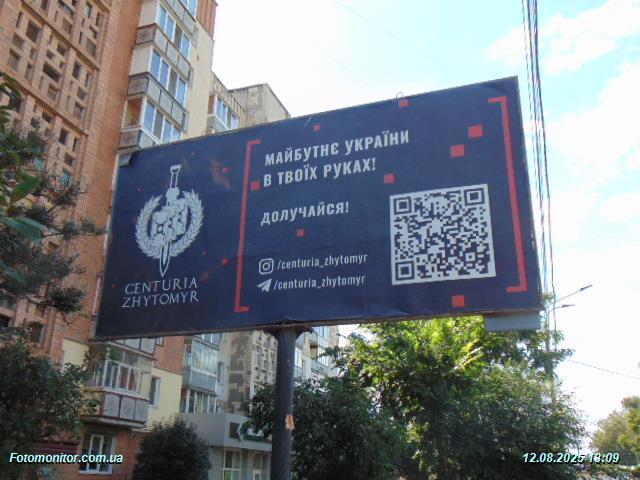 МАЙБУТНЄ УКРАЇНИ
В ТВОЇХ РУКАХ!
ДОЛУЧАЙСЯ!
/centuria_zhytomyr
/centuria_zhytomyr
CENTURIA
ZHYTOMYR
Fotomonitor.com.ua
12.08.2025 13:09